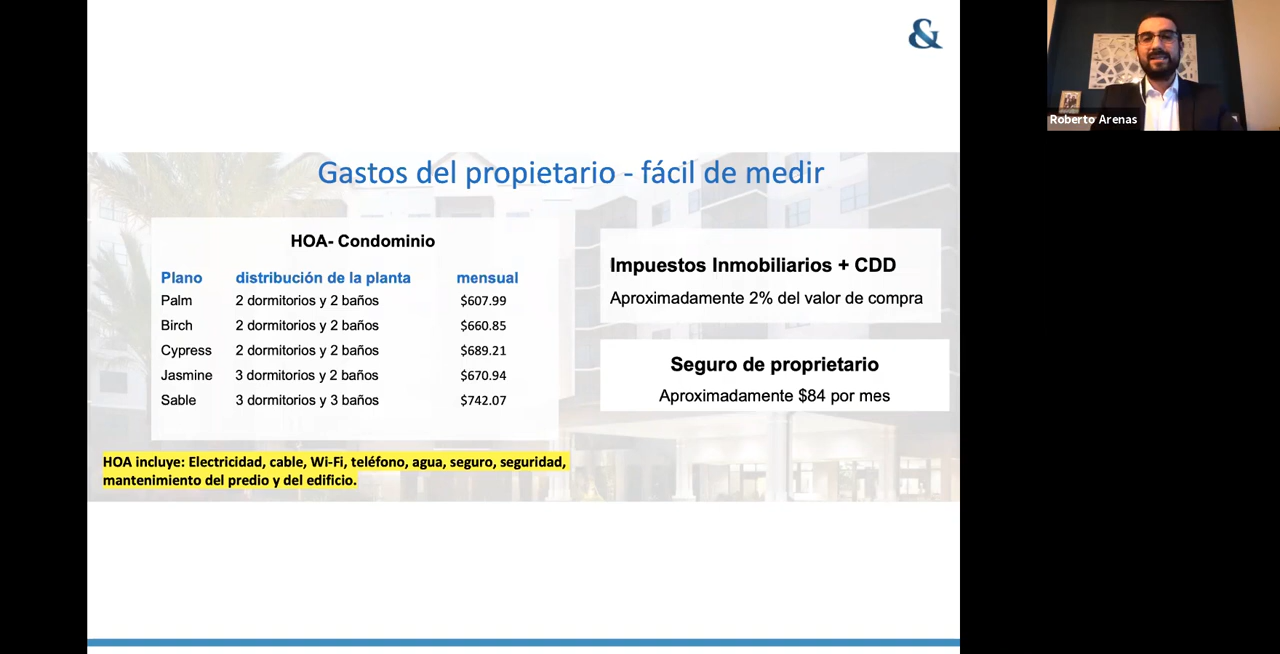 &
Roberto Arenas
Gastos del propietario - fácil de medir
HOA- Condominio
Plano distribución de la planta mensual
Palm 2 dormitorios y 2 baños $607.99
Birch 2 dormitorios y 2 baños $660.85
Cypress 2 dormitorios y 2 baños $689.21
Jasmine 3 dormitorios y 2 baños $670.94
Sable 3 dormitorios y 3 baños $742.07
HOA incluye: Electricidad, cable, Wi-Fi, teléfono, agua, seguro, seguridad,
mantenimiento del predio y del edificio.
Impuestos Inmobiliarios + CDD
Aproximadamente 2% del valor de compra
Seguro de proprietario
Aproximadamente $84 por mes